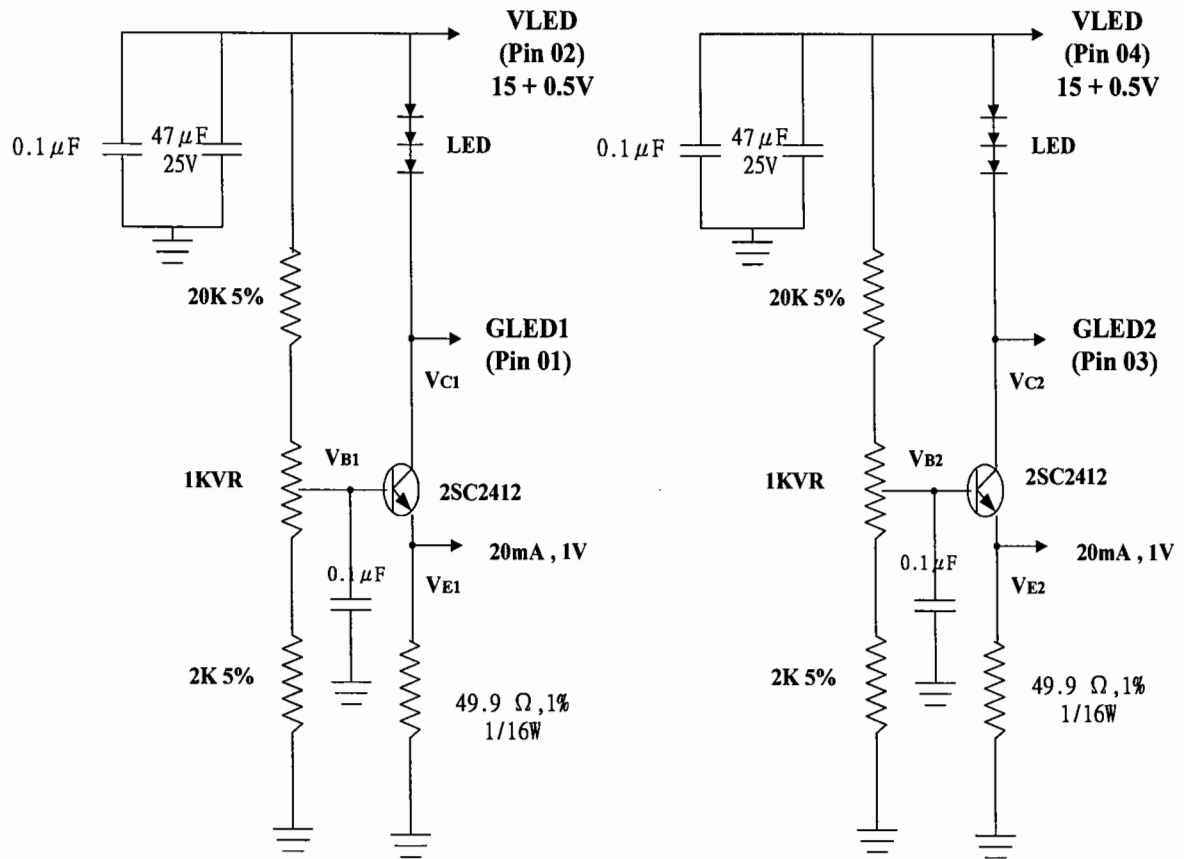 VLED
(Pin 02)
15 + 0.5V
0.1μF
47μF
25V
LED
20K 5%
GLED1
(Pin 01)
VC1
1KVR
VB1
2SC2412
20mA , 1V
0.1μF
VE1
2K 5%
49.9 Ω ,1%
1/16W
VLED
(Pin 04)
15 + 0.5V
0.1μF
47μF
25V
LED
20K 5%
GLED2
(Pin 03)
VC2
1KVR
VB2
2SC2412
20mA , 1V
0.1μF
VE2
2K 5%
49.9 Ω ,1%
1/16W